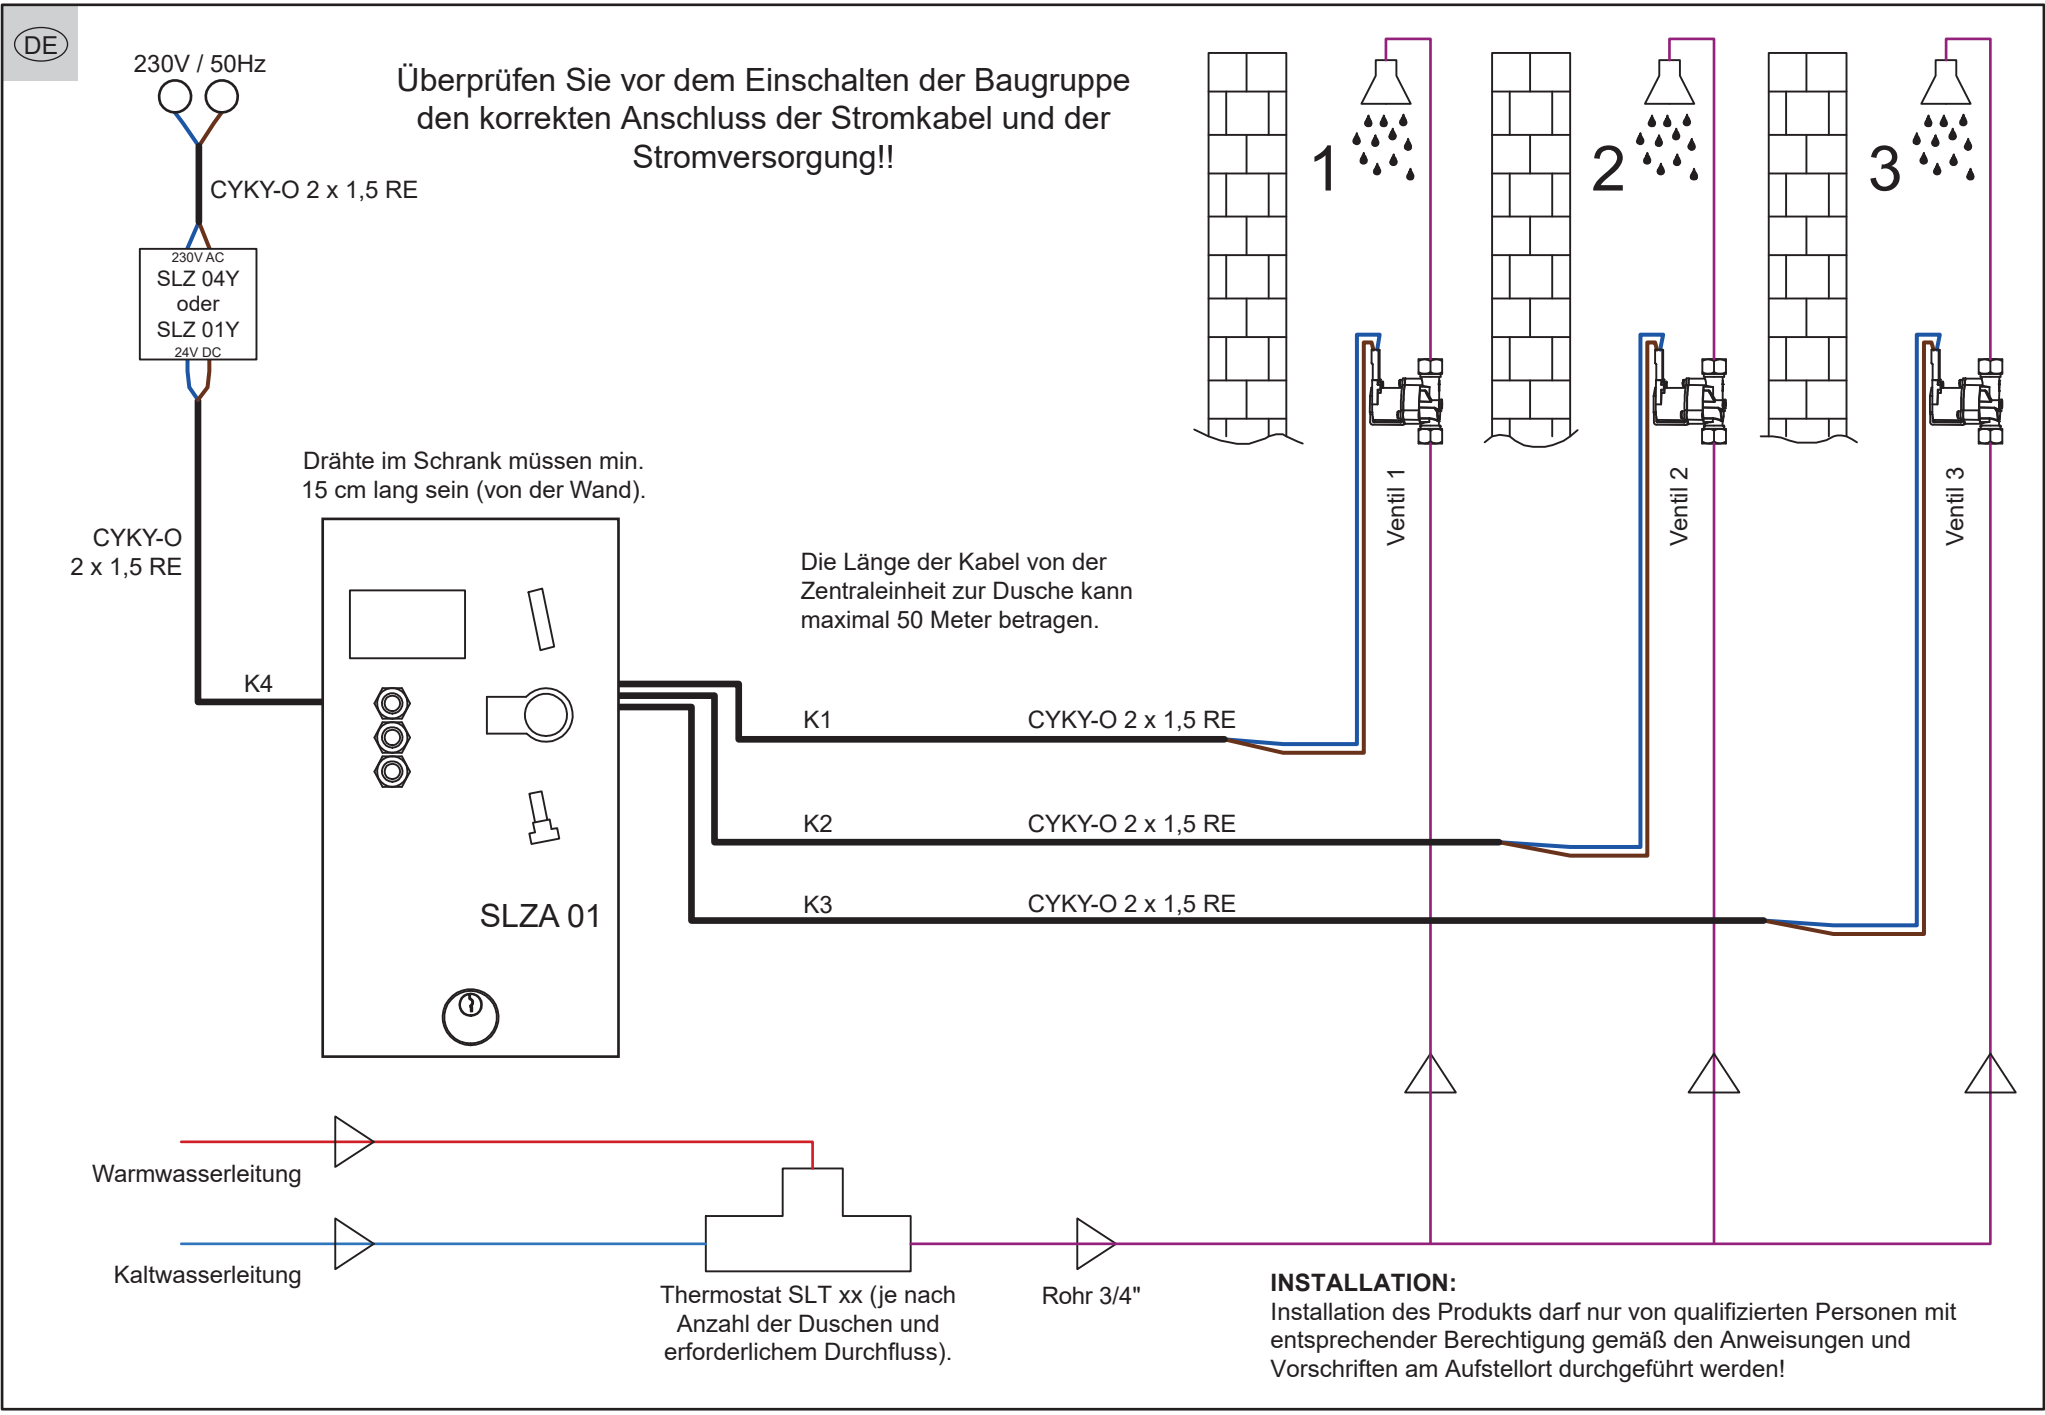 DE
230V / 50Hz
Überprüfen Sie vor dem Einschalten der Baugruppe
den korrekten Anschluss der Stromkabel und der
Stromversorgung!!
1
2
3
CYKY-O 2 x 1,5 RE
230V AC
SLZ 04Y
oder
SLZ 01Y
24V DC
Drähte im Schrank müssen min.
15 cm lang sein (von der Wand).
Ventil 1
Ventil 2
Ventil 3
CYKY-O
2 x 1,5 RE
Die Länge der Kabel von der
Zentraleinheit zur Dusche kann
maximal 50 Meter betragen.
K4
K1 CYKY-O 2 x 1,5 RE
K2 CYKY-O 2 x 1,5 RE
K3 CYKY-O 2 x 1,5 RE
SLZA 01
Warmwasserleitung
Kaltwasserleitung
Thermostat SLT xx (je nach
Anzahl der Duschen und
erforderlichem Durchfluss).
Rohr 3/4"
INSTALLATION:
Installation des Produkts darf nur von qualifizierten Personen mit
entsprechender Berechtigung gemäß den Anweisungen und
Vorschriften am Aufstellort durchgeführt werden!